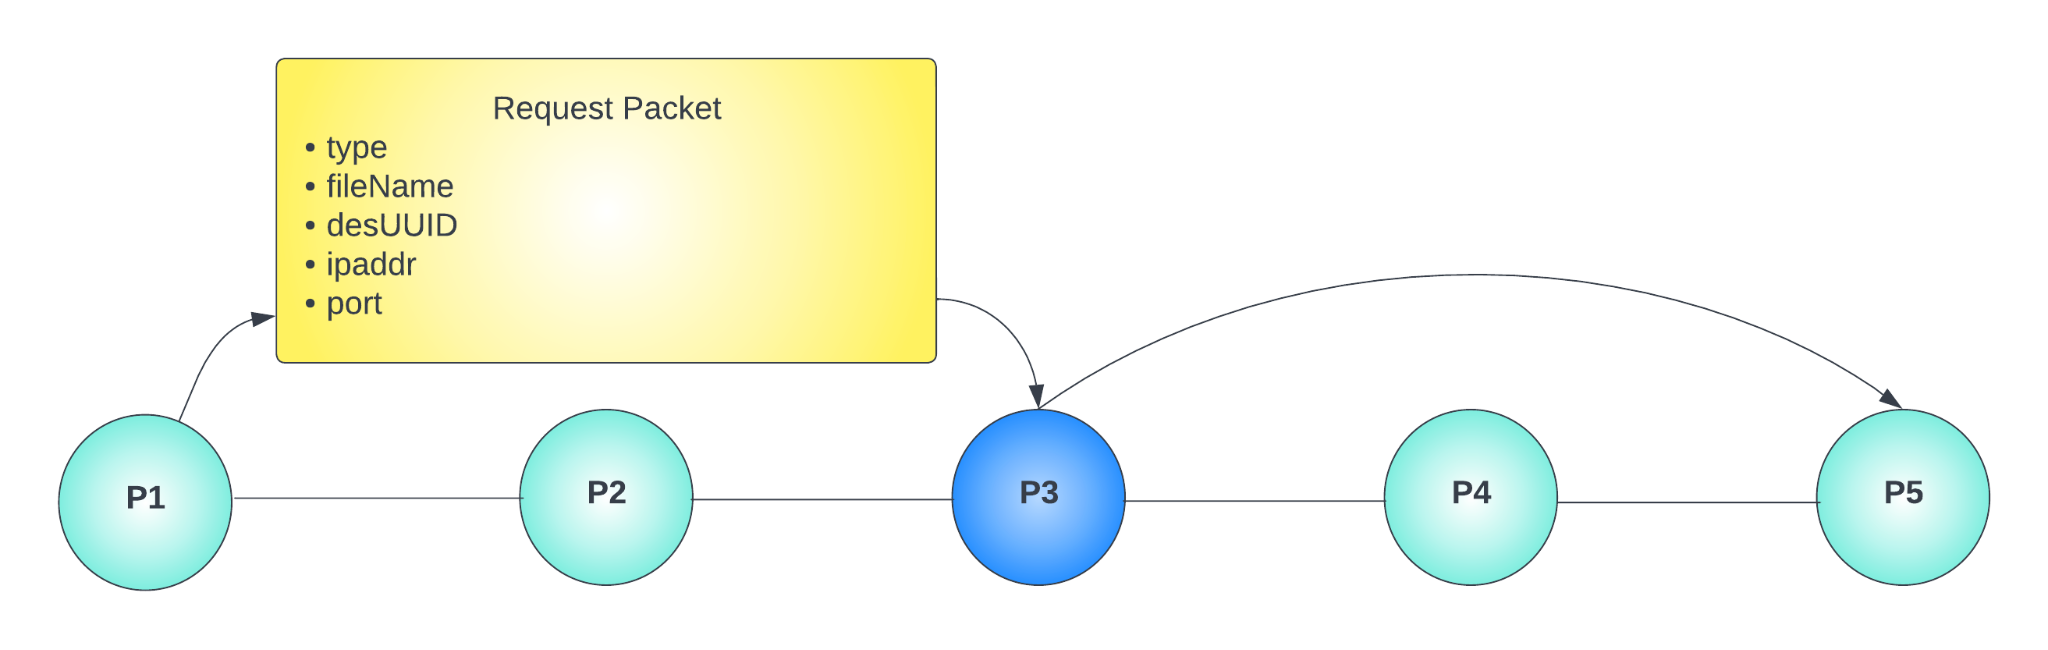 Request Packet
• type
• fileName
• desUUID
• ipaddr
• port
P1
P2
P3
P4
P5